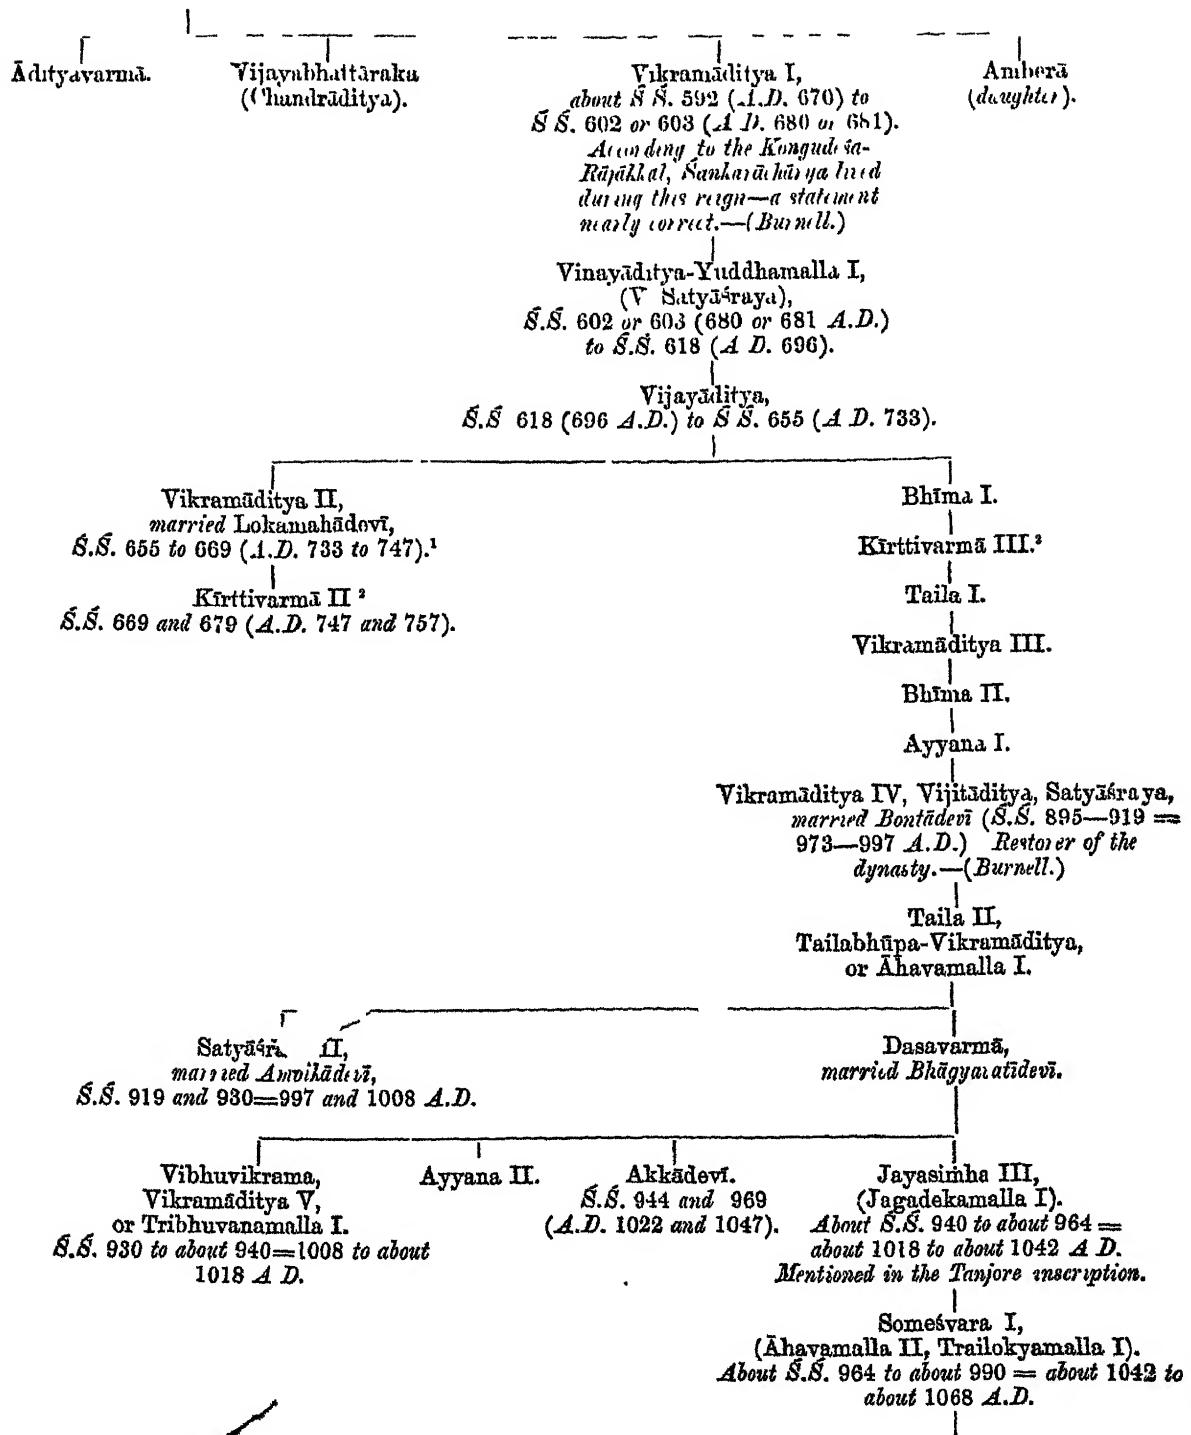 Ādityavarmā.
Vijayabhaṭṭāraka
(Chandrāditya).
Vikramāditya I,
about Ś Ś. 592 (A.D. 670) to
Ś Ś. 602 or 603 (A D. 680 or 681).
According to the Kongudeśa-
Rājākkal, Śankarāchārya lived
during this reign—a statement
nearly correct.—(Burnell.)
Amberā
(daughter).
Vinayāditya-Yuddhamalla I,
(V Satyāśraya),
Ś.Ś. 602 or 603 (680 or 681 A.D.)
to Ś.Ś. 618 (A D. 696).
Vijayāditya,
Ś.Ś 618 (696 A.D.) to Ś Ś. 655 (A D. 733).
Vikramāditya II,
married Lokamahādevī,
Ś.Ś. 655 to 669 (A.D. 733 to 747).¹
Kīrttivarmā II ²
Ś.Ś. 669 and 679 (A.D. 747 and 757).
Bhīma I.
Kīrttivarmā III.³
Taila I.
Vikramāditya III.
Bhīma II.
Ayyana I.
Vikramāditya IV, Vijitāditya, Satyāśraya,
married Bontādevī (Ś.Ś. 895—919 =
973—997 A.D.) Restorer of the
dynasty.—(Burnell.)
Taila II,
Tailabhūpa-Vikramāditya,
or Āhavamalla I.
II,
married Amvikādevī,
Ś.Ś. 919 and 930=997 and 1008 A.D.
Dasavarmā,
married Bhāgyavatīdevī.
Vibhuvikrama,
Vikramāditya V,
or Tribhuvanamalla I.
Ś.Ś. 930 to about 940=1008 to about
1018 A D.
Ayyana II.
Akkādevī.
Ś.Ś. 944 and 969
(A.D. 1022 and 1047).
Jayasiṁha III,
(Jagadekamalla I).
About Ś.Ś. 940 to about 964 =
about 1018 to about 1042 A D.
Mentioned in the Tanjore inscription.
Someśvara I,
(Āhavamalla II, Trailokyamalla I).
About Ś.Ś. 964 to about 990 = about 1042 to
about 1068 A.D.